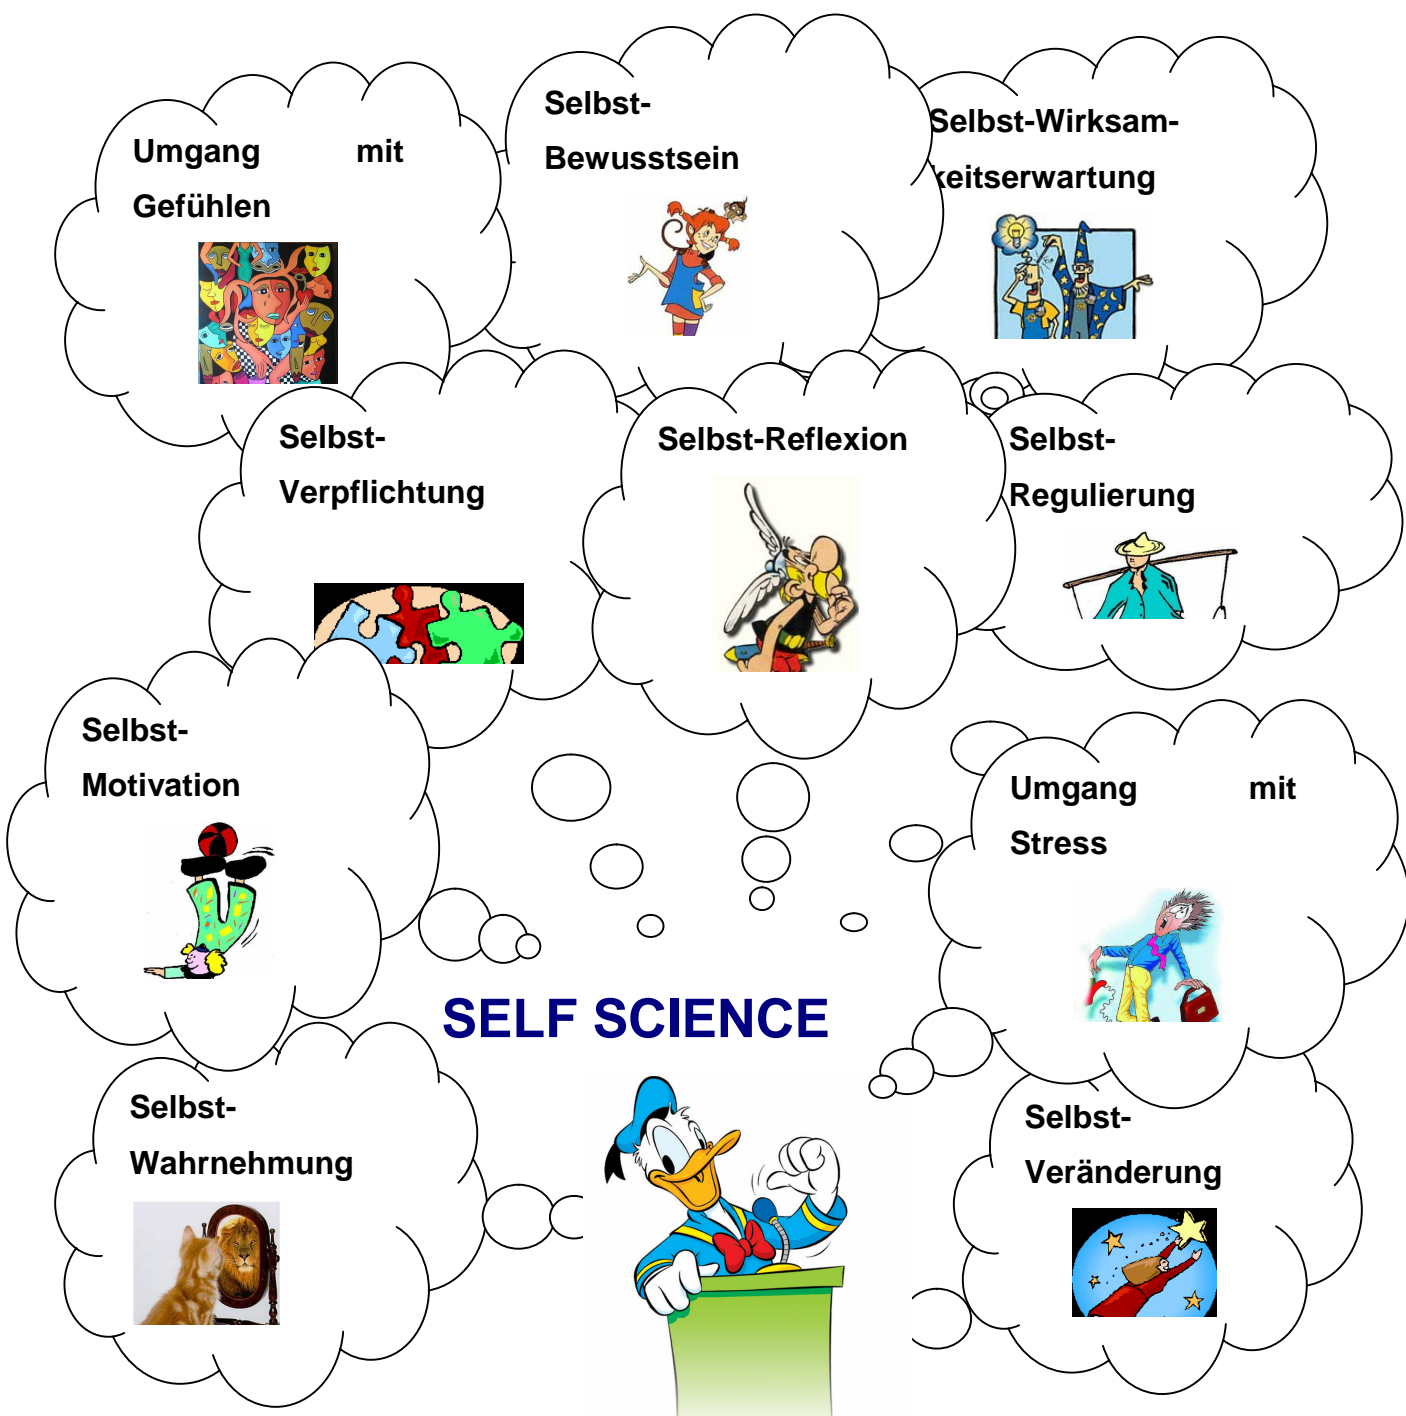 Umgang mit
Gefühlen
Selbst-
Bewusstsein
Selbst-Wirksam-
keitserwartung
Selbst-
Verpflichtung
Selbst-Reflexion
Selbst-
Regulierung
Selbst-
Motivation
Umgang mit
Stress
SELF SCIENCE
Selbst-
Wahrnehmung
Selbst-
Veränderung